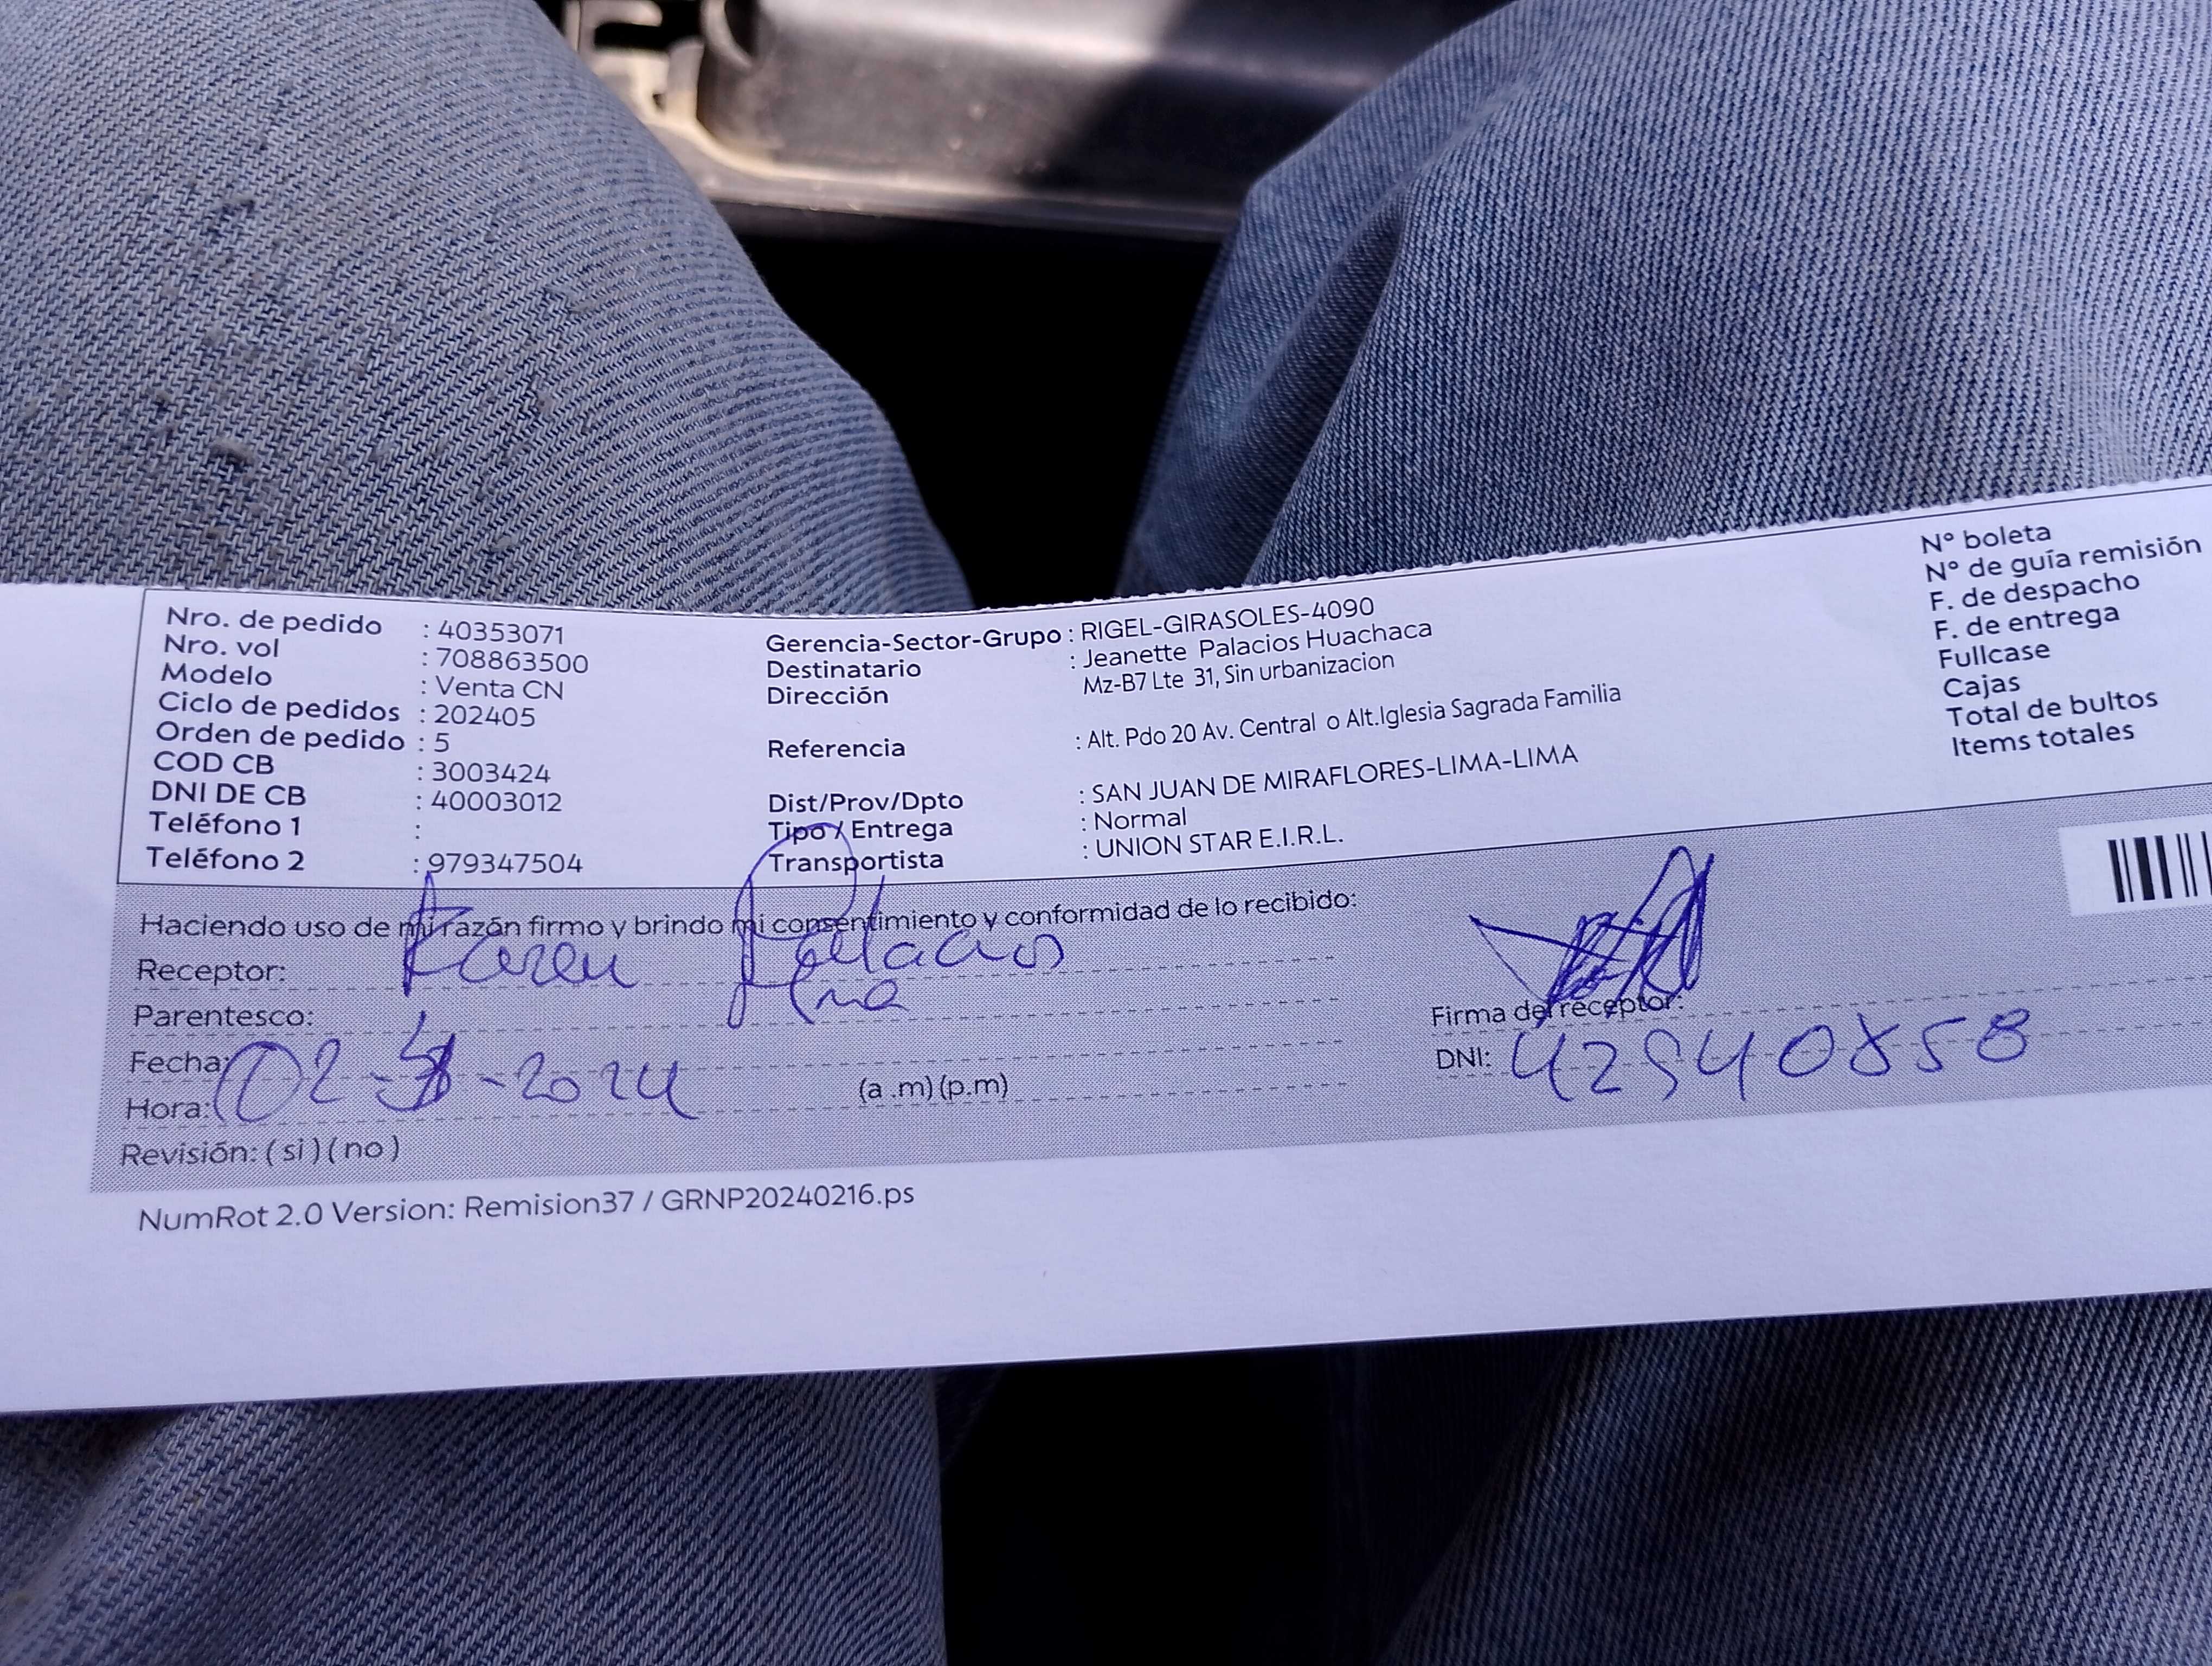 Nro. de pedido : 40353071
Nro. vol : 708863500
Modelo : Venta CN
Ciclo de pedidos : 202405
Orden de pedido : 5
COD CB : 3003424
DNI DE CB : 40003012
Teléfono 1 :
Teléfono 2 : 979347504
Gerencia-Sector-Grupo : RIGEL-GIRASOLES-4090
Destinatario : Jeanette Palacios Huachaca
Dirección Mz-B7 Lte 31, Sin urbanizacion
Referencia : Alt. Pdo 20 Av. Central o Alt.Iglesia Sagrada Familia
Dist/Prov/Dpto : SAN JUAN DE MIRAFLORES-LIMA-LIMA
Tipo / Entrega : Normal
Transportista : UNION STAR E.I.R.L.
N° boleta
N° de guía remisión
F. de despacho
F. de entrega
Fullcase
Cajas
Total de bultos
Items totales
Haciendo uso de mi razón firmo y brindo mi consentimiento y conformidad de lo recibido:
Receptor: Karen Palacios
Parentesco:
Fecha: 02- -2024
Hora: (a .m) (p.m)
Revisión: ( si ) ( no )
Firma del receptor:
DNI: 42540858
NumRot 2.0 Version: Remision37 / GRNP20240216.ps